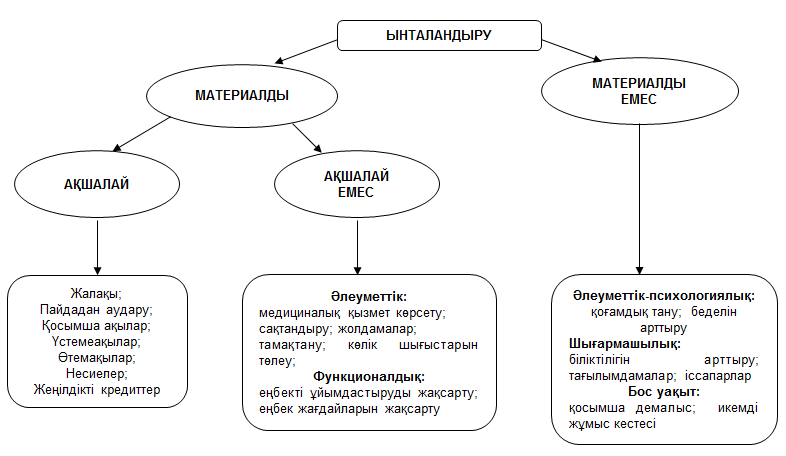 ЫНТАЛАНДЫРУ
МАТЕРИАЛДЫ
МАТЕРИАЛДЫ
ЕМЕС
АҚШАЛАЙ
АҚШАЛАЙ
ЕМЕС
Жалақы;
Пайдадан аудару;
Қосымша ақылар;
Үстемеақылар;
Өтемақылар;
Несиелер;
Жеңілдікті кредиттер
Әлеуметтік:
медициналық қызмет көрсету;
сақтандыру; жолдамалар;
тамақтану; көлік шығыстарын
төлеу;
Функционалдық:
еңбекті ұйымдастыруды жақсарту;
еңбек жағдайларын жақсарту
Әлеуметтік-психологиялық:
қоғамдық тану; беделін
арттыру
Шығармашылық:
біліктілігін арттыру;
тағылымдамалар; іссапарлар
Бос уақыт:
қосымша демалыс; икемді
жұмыс кестесі